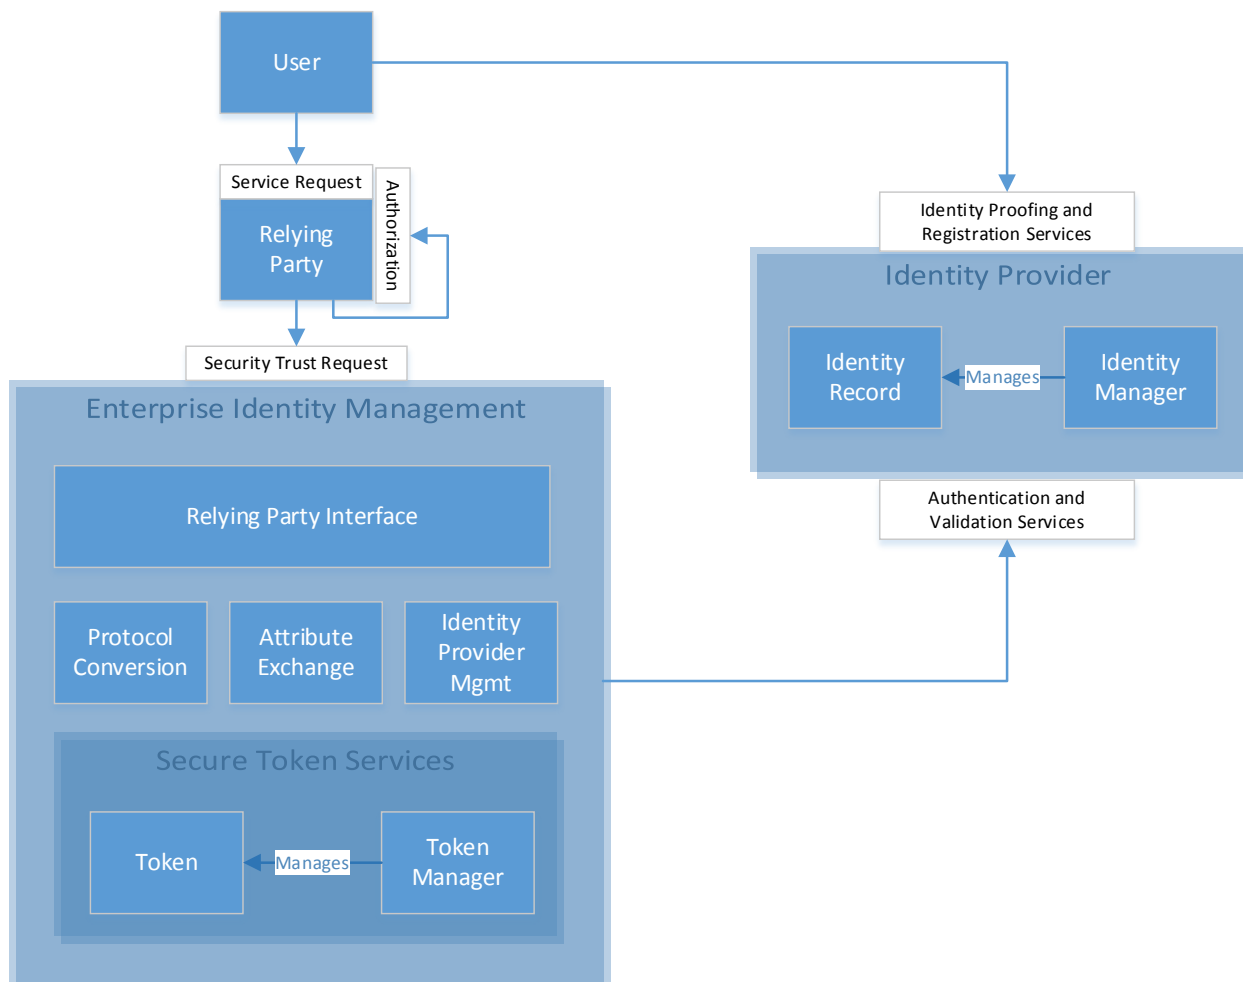 User
Service Request
Authorization
Relying
Party
Security Trust Request
Enterprise Identity Management
Relying Party Interface
Protocol
Conversion
Attribute
Exchange
Identity
Provider
Mgmt
Secure Token Services
Token
Manages
Token
Manager
Identity Proofing and
Registration Services
Identity Provider
Identity
Record
Manages
Identity
Manager
Authentication and
Validation Services